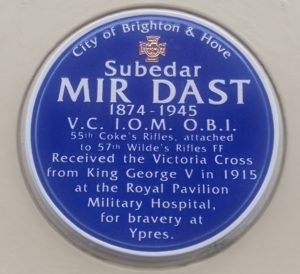 City of Brighton & Hove
Subedar
MIR DAST
1874-1945
V.C. I.O.M. O.B.I.
55th Coke's Rifles, attached
to 57th Wilde's Rifles FF
Received the Victoria Cross
from King George V in 1915
at the Royal Pavilion
Military Hospital,
for bravery at
Ypres.